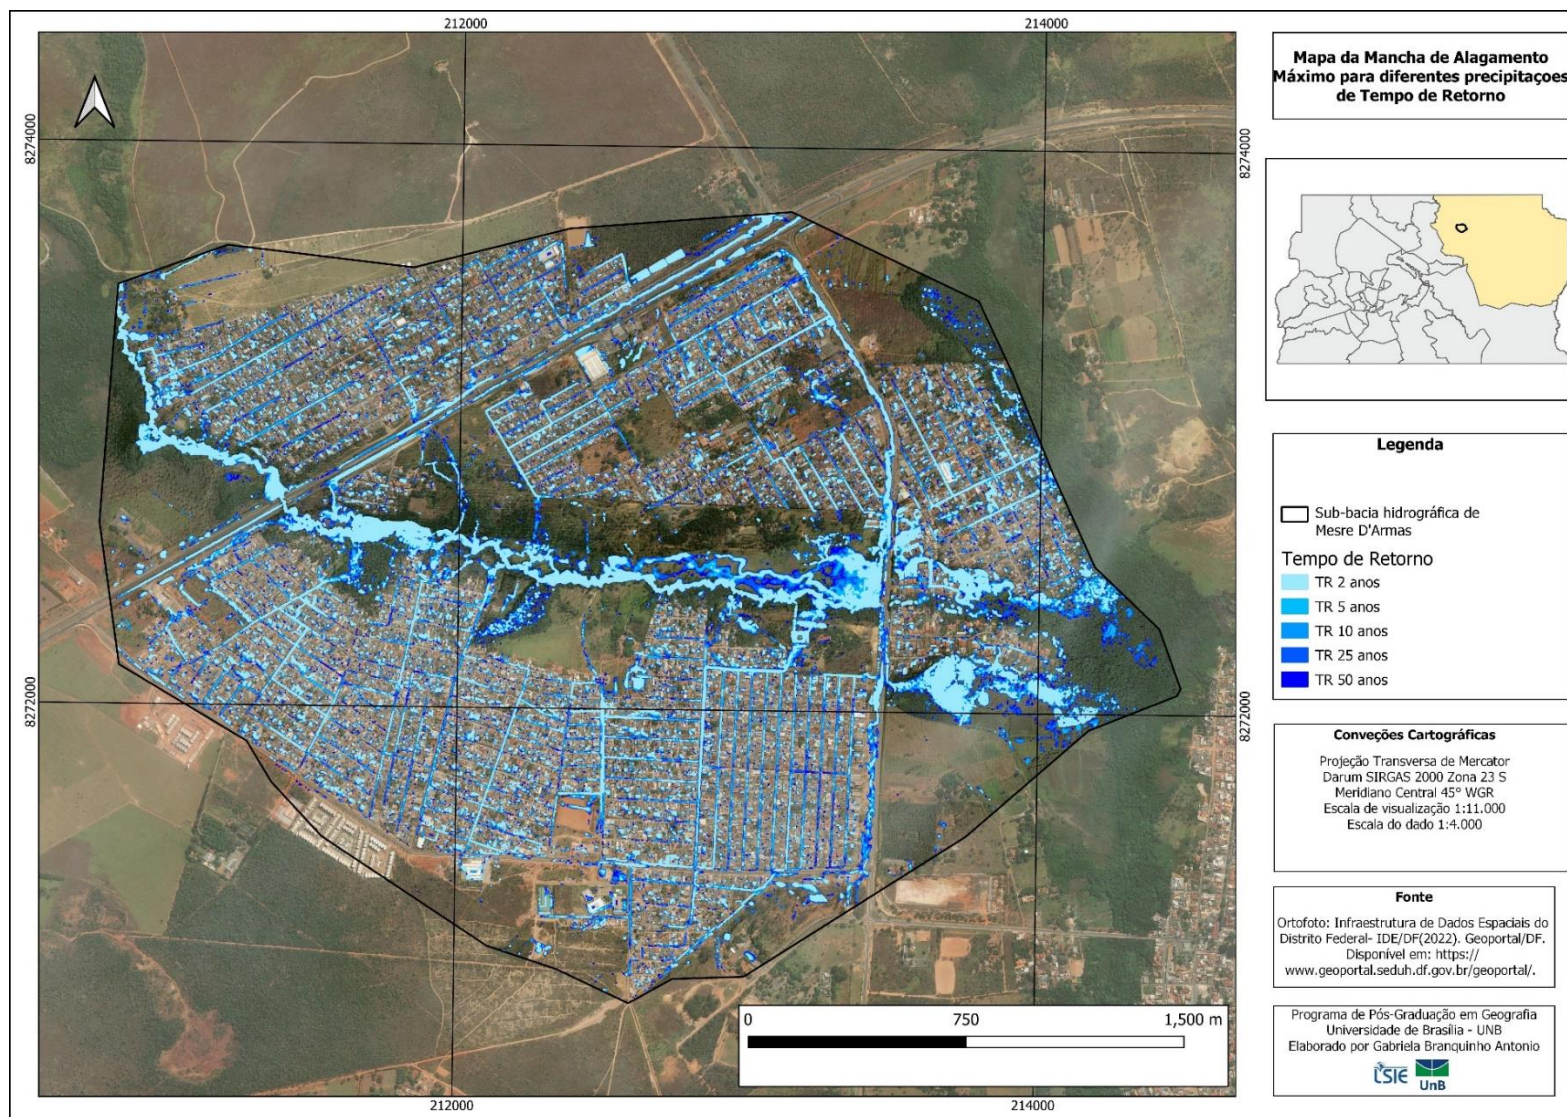 212000
214000
8274000
8274000
8272000
8272000
212000
214000
0
750
1,500 m
Mapa da Mancha de Alagamento
Máximo para diferentes precipitaçoes
de Tempo de Retorno
Legenda
Sub-bacia hidrográfica de
Mesre D'Armas
Tempo de Retorno
TR 2 anos
TR 5 anos
TR 10 anos
TR 25 anos
TR 50 anos
Conveções Cartográficas
Projeção Transversa de Mercator
Darum SIRGAS 2000 Zona 23 S
Meridiano Central 45° WGR
Escala de visualização 1:11.000
Escala do dado 1:4.000
Fonte
Ortofoto: Infraestrutura de Dados Espaciais do
Distrito Federal- IDE/DF(2022). Geoportal/DF.
Disponível em: https://
www.geoportal.seduh.df.gov.br/geoportal/.
Programa de Pós-Graduação em Geografia
Universidade de Brasília - UNB
Elaborado por Gabriela Branquinho Antonio
LSIE
UnB